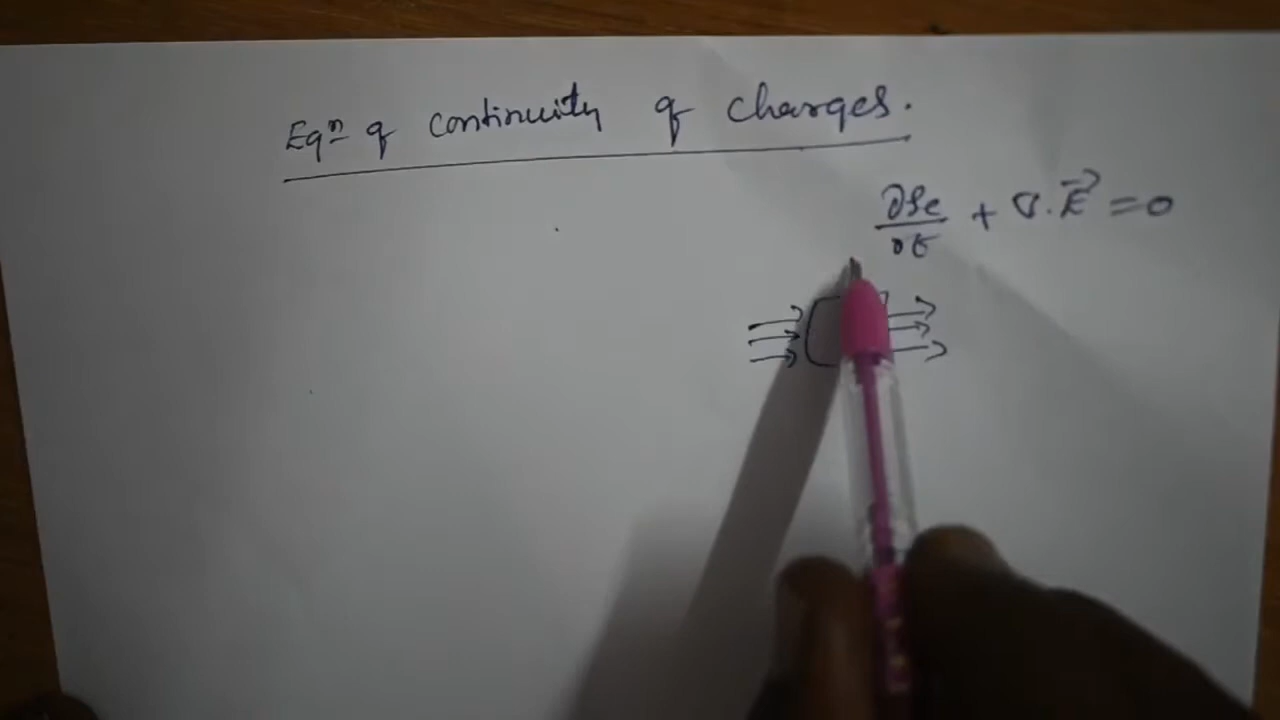 Eqⁿ of continuity of charges.
∂ρe/∂t + ∇.E⃗ = 0